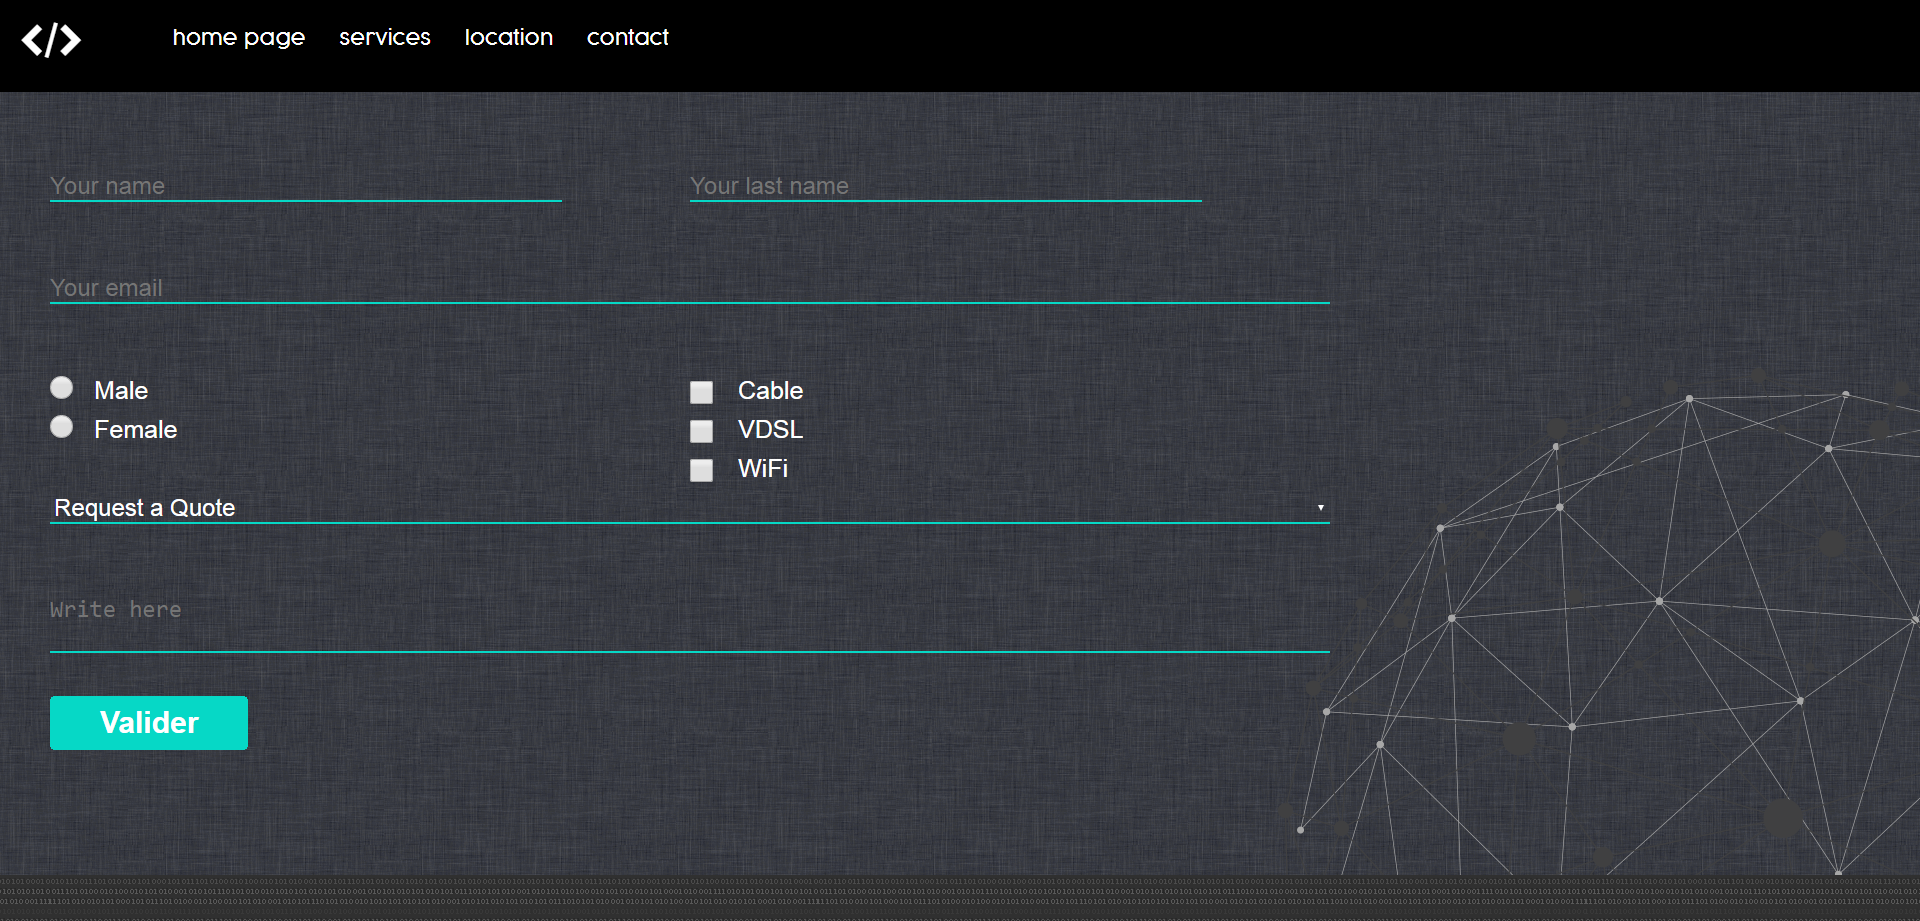 </>
home page services location contact
Your name
Your last name
Your email
Male
Female
Cable
VDSL
WiFi
Request a Quote
Write here
Valider